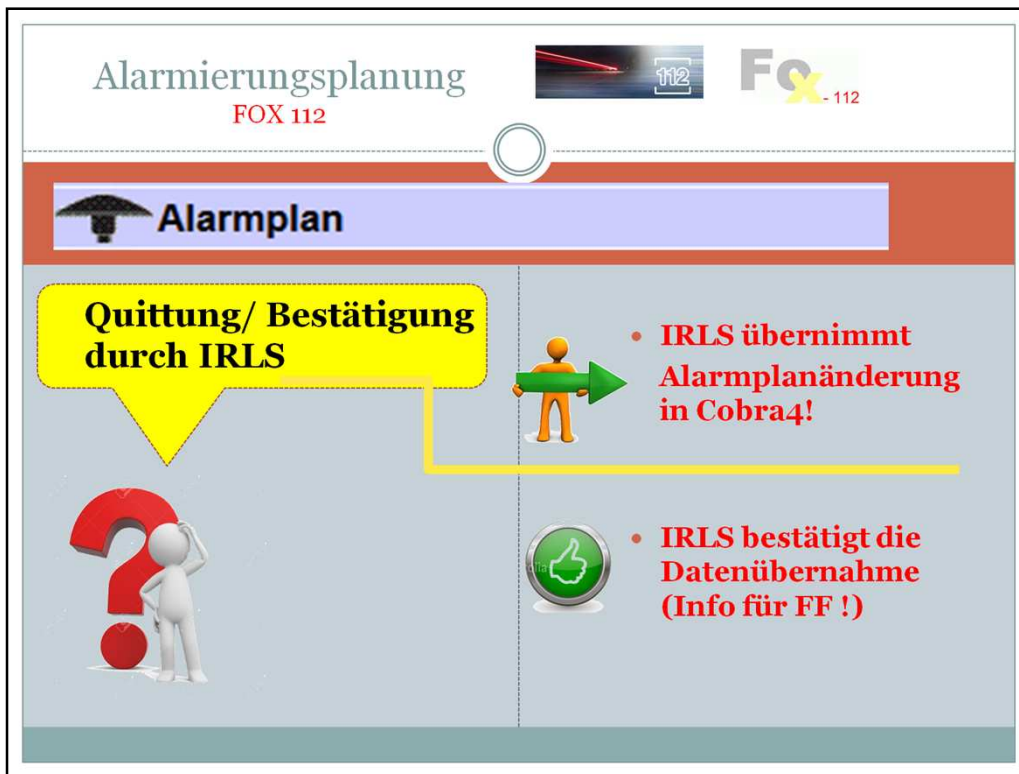 Alarmierungsplanung
FOX 112
112
Fox - 112
Alarmplan
Quittung/ Bestätigung
durch IRLS
• IRLS übernimmt
Alarmplanänderung
in Cobra4!
• IRLS bestätigt die
Datenübernahme
(Info für FF !)